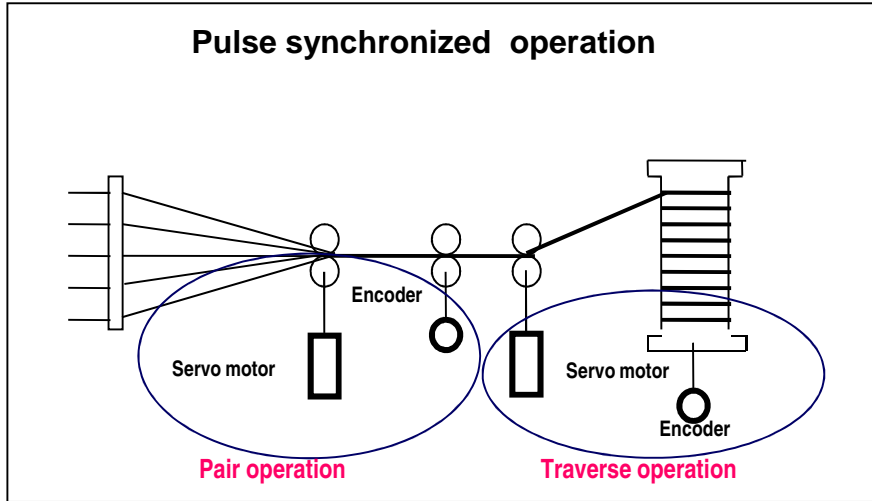 Pulse synchronized operation
Encoder
Servo motor
Servo motor
Encoder
Pair operation
Traverse operation